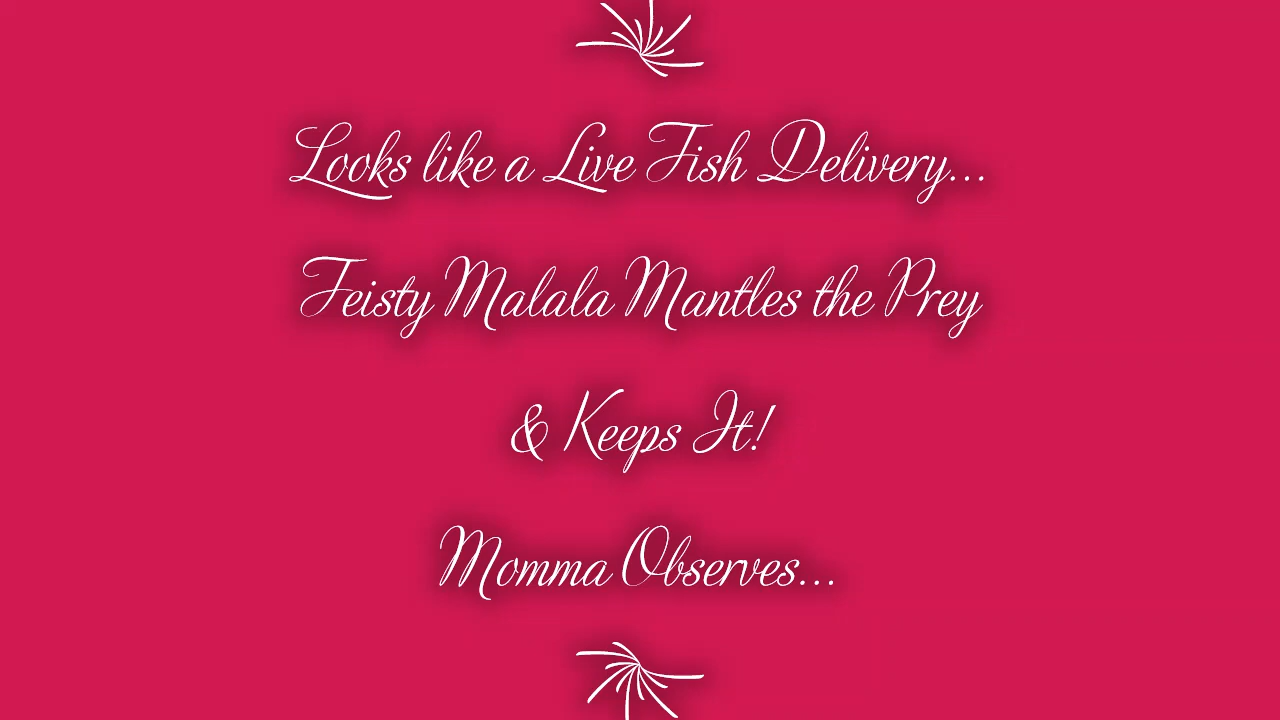 Looks like a Live Fish Delivery...
Feisty Malala Mantles the Prey
& Keeps It!
Momma Observes...